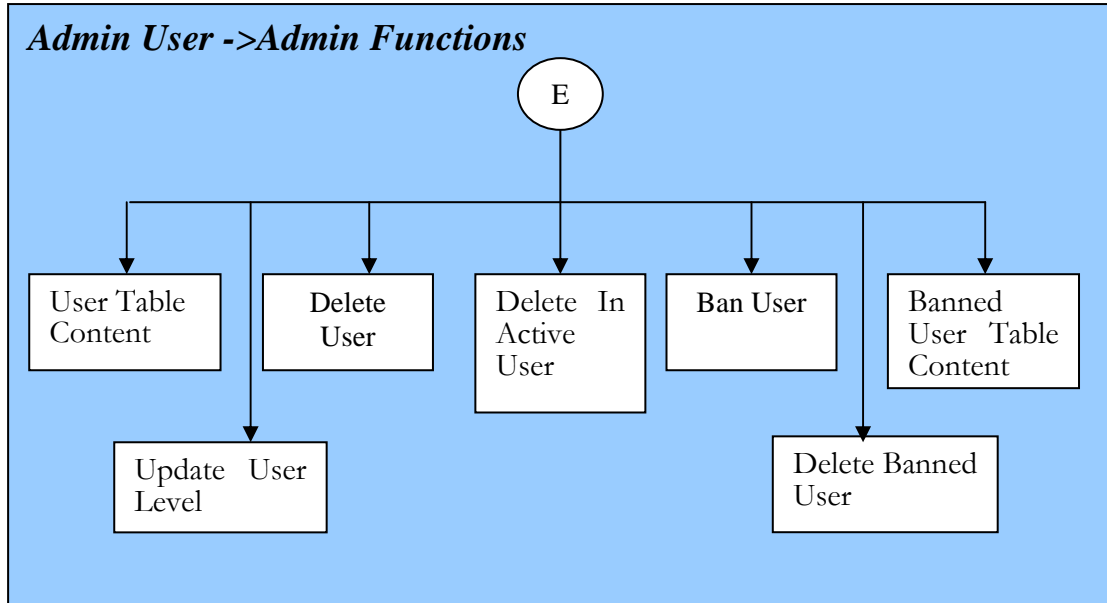 Admin User ->Admin Functions
E
User Table
Content
Delete
User
Delete In
Active
User
Ban User
Banned
User Table
Content
Update User
Level
Delete Banned
User